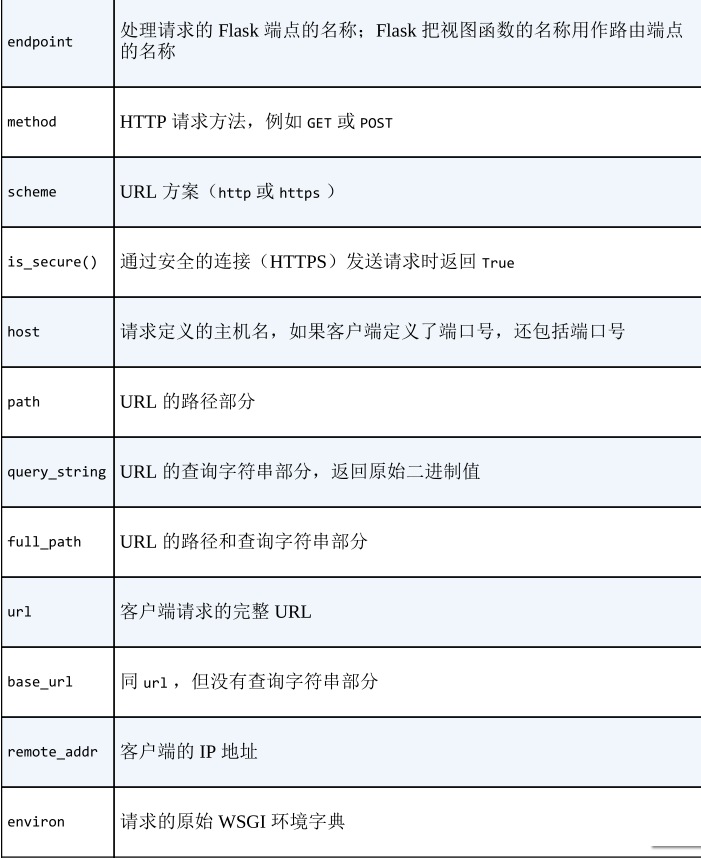 endpoint 处理请求的 Flask 端点的名称；Flask 把视图函数的名称用作路由端点
的名称
method HTTP 请求方法，例如 GET 或 POST
scheme URL 方案（http 或 https ）
is_secure() 通过安全的连接（HTTPS）发送请求时返回 True
host 请求定义的主机名，如果客户端定义了端口号，还包括端口号
path URL 的路径部分
query_string URL 的查询字符串部分，返回原始二进制值
full_path URL 的路径和查询字符串部分
url 客户端请求的完整 URL
base_url 同 url ，但没有查询字符串部分
remote_addr 客户端的 IP 地址
environ 请求的原始 WSGI 环境字典